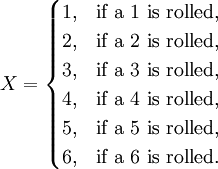 X = { 1, if a 1 is rolled,
2, if a 2 is rolled,
3, if a 3 is rolled,
4, if a 4 is rolled,
5, if a 5 is rolled,
6, if a 6 is rolled.